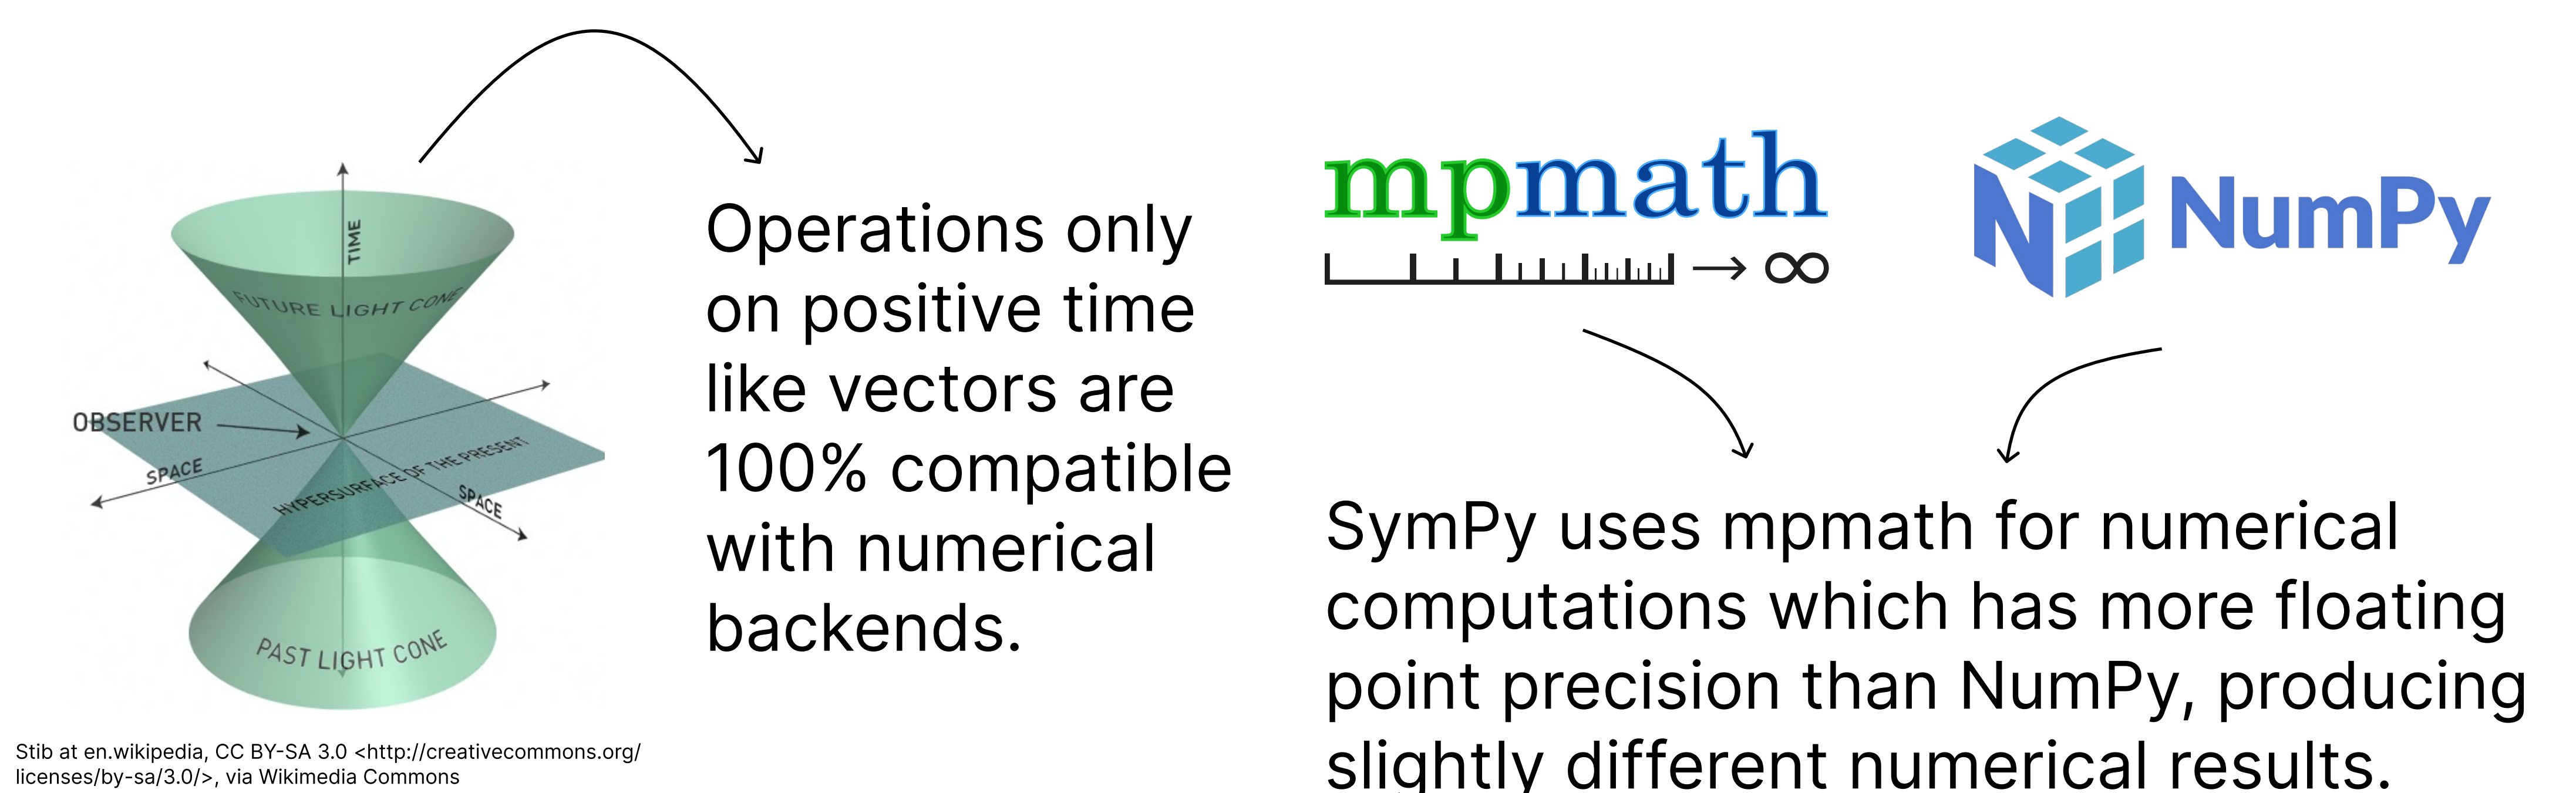 TIME
FUTURE LIGHT CONE
OBSERVER
SPACE
HYPERSURFACE OF THE PRESENT
SPACE
PAST LIGHT CONE
Stib at en.wikipedia, CC BY-SA 3.0 <http://creativecommons.org/
licenses/by-sa/3.0/>, via Wikimedia Commons
Operations only
on positive time
like vectors are
100% compatible
with numerical
backends.
mpmath
→ ∞
N NumPy
SymPy uses mpmath for numerical
computations which has more floating
point precision than NumPy, producing
slightly different numerical results.